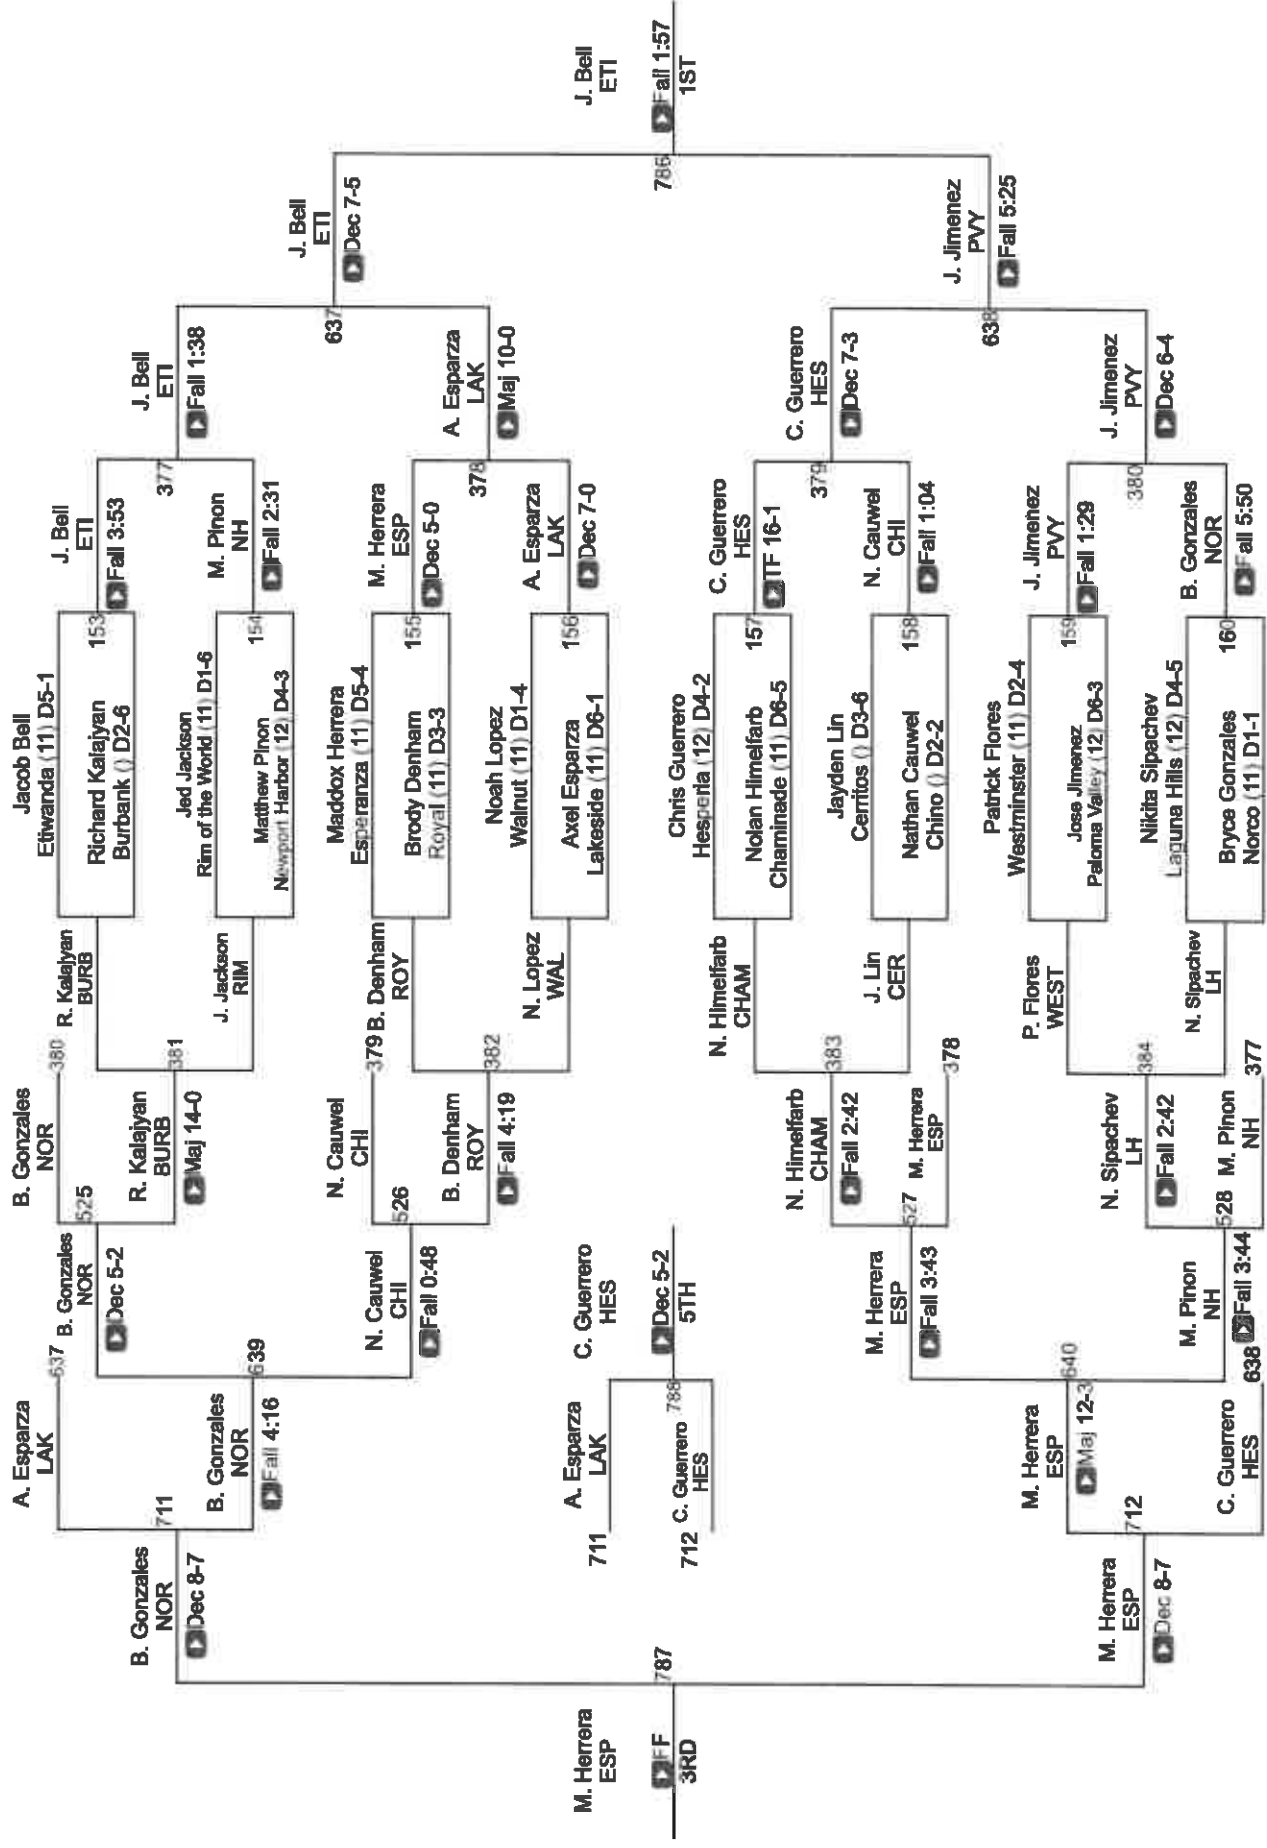 Jacob Bell
Etiwanda (11) D5-1
Richard Kalajyan
Burbank () D2-6
153
Jed Jackson
Rim of the World (11) D1-6
Matthew Pinon
Newport Harbor (12) D4-3
154
Maddox Herrera
Esperanza (11) D5-4
Brody Denham
Royal (11) D3-3
155
Noah Lopez
Walnut (11) D1-4
Axel Esparza
Lakeside (11) D6-1
156
Chris Guerrero
Hesperia (12) D4-2
Nolan Himelfarb
Chaminade (11) D6-5
157
Jayden Lin
Cerritos () D3-6
Nathan Cauwel
Chino () D2-2
158
Patrick Flores
Westminster (11) D2-4
Jose Jimenez
Paloma Valley (12) D6-3
159
Nikita Sipachev
Laguna Hills (12) D4-5
Bryce Gonzales
Norco (11) D1-1
160
J. Bell
ETI
Fall 3:53
377
M. Pinon
NH
Fall 2:31
M. Herrera
ESP
Dec 5-0
378
A. Esparza
LAK
Dec 7-0
C. Guerrero
HES
TF 16-1
379
N. Cauwel
CHI
Fall 1:04
J. Jimenez
PVY
Fall 1:29
380
B. Gonzales
NOR
Fall 5:50
J. Bell
ETI
Fall 1:38
637
A. Esparza
LAK
Maj 10-0
C. Guerrero
HES
Dec 7-3
638
J. Jimenez
PVY
Dec 6-4
J. Bell
ETI
Dec 7-5
786
J. Jimenez
PVY
Fall 5:25
J. Bell
ETI
Fall 1:57
1ST
R. Kalajyan
BURB
381
J. Jackson
RIM
B. Denham
ROY
382
N. Lopez
WAL
N. Himelfarb
CHAM
383
J. Lin
CER
P. Flores
WEST
384
N. Sipachev
LH
B. Gonzales
NOR
380
525
R. Kalajyan
BURB
Maj 14-0
N. Cauwel
CHI
379
526
B. Denham
ROY
Fall 4:19
N. Himelfarb
CHAM
Fall 2:42
527
M. Herrera
ESP
378
N. Sipachev
LH
Fall 2:42
528
M. Pinon
NH
377
B. Gonzales
NOR
Dec 5-2
639
N. Cauwel
CHI
Fall 0:48
M. Herrera
ESP
Fall 3:43
640
M. Pinon
NH
Fall 3:44
A. Esparza
LAK
637
711
B. Gonzales
NOR
Fall 4:16
M. Herrera
ESP
Maj 12-3
712
C. Guerrero
HES
638
B. Gonzales
NOR
Dec 8-7
787
M. Herrera
ESP
Dec 8-7
M. Herrera
ESP
FF
3RD
711
A. Esparza
LAK
788
712
C. Guerrero
HES
C. Guerrero
HES
Dec 5-2
5TH